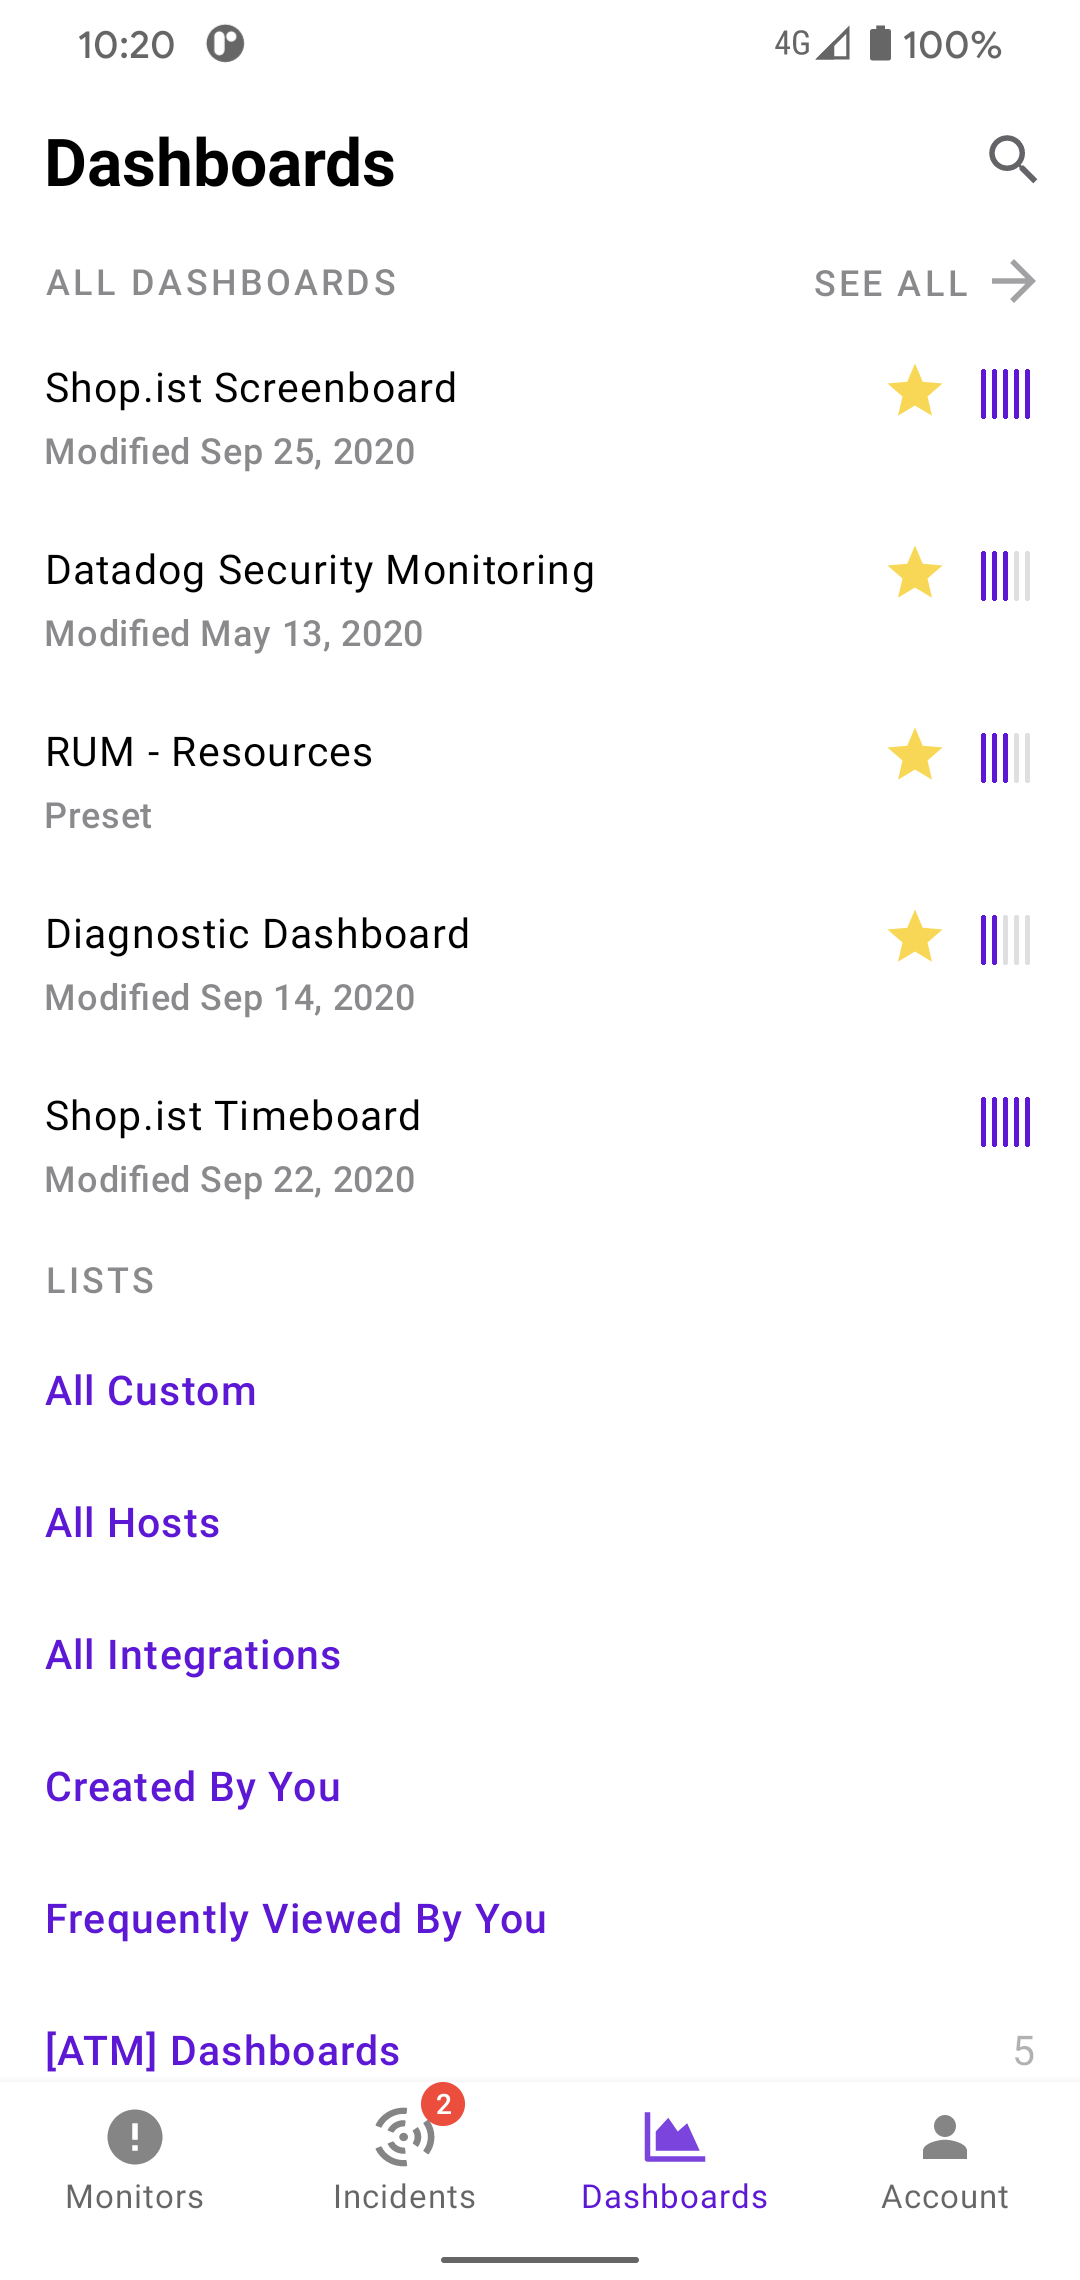 10:20 4G 100%
Dashboards
ALL DASHBOARDS SEE ALL
Shop.ist Screenboard
Modified Sep 25, 2020
Datadog Security Monitoring
Modified May 13, 2020
RUM - Resources
Preset
Diagnostic Dashboard
Modified Sep 14, 2020
Shop.ist Timeboard
Modified Sep 22, 2020
LISTS
All Custom
All Hosts
All Integrations
Created By You
Frequently Viewed By You
[ATM] Dashboards 5
2
Monitors Incidents Dashboards Account